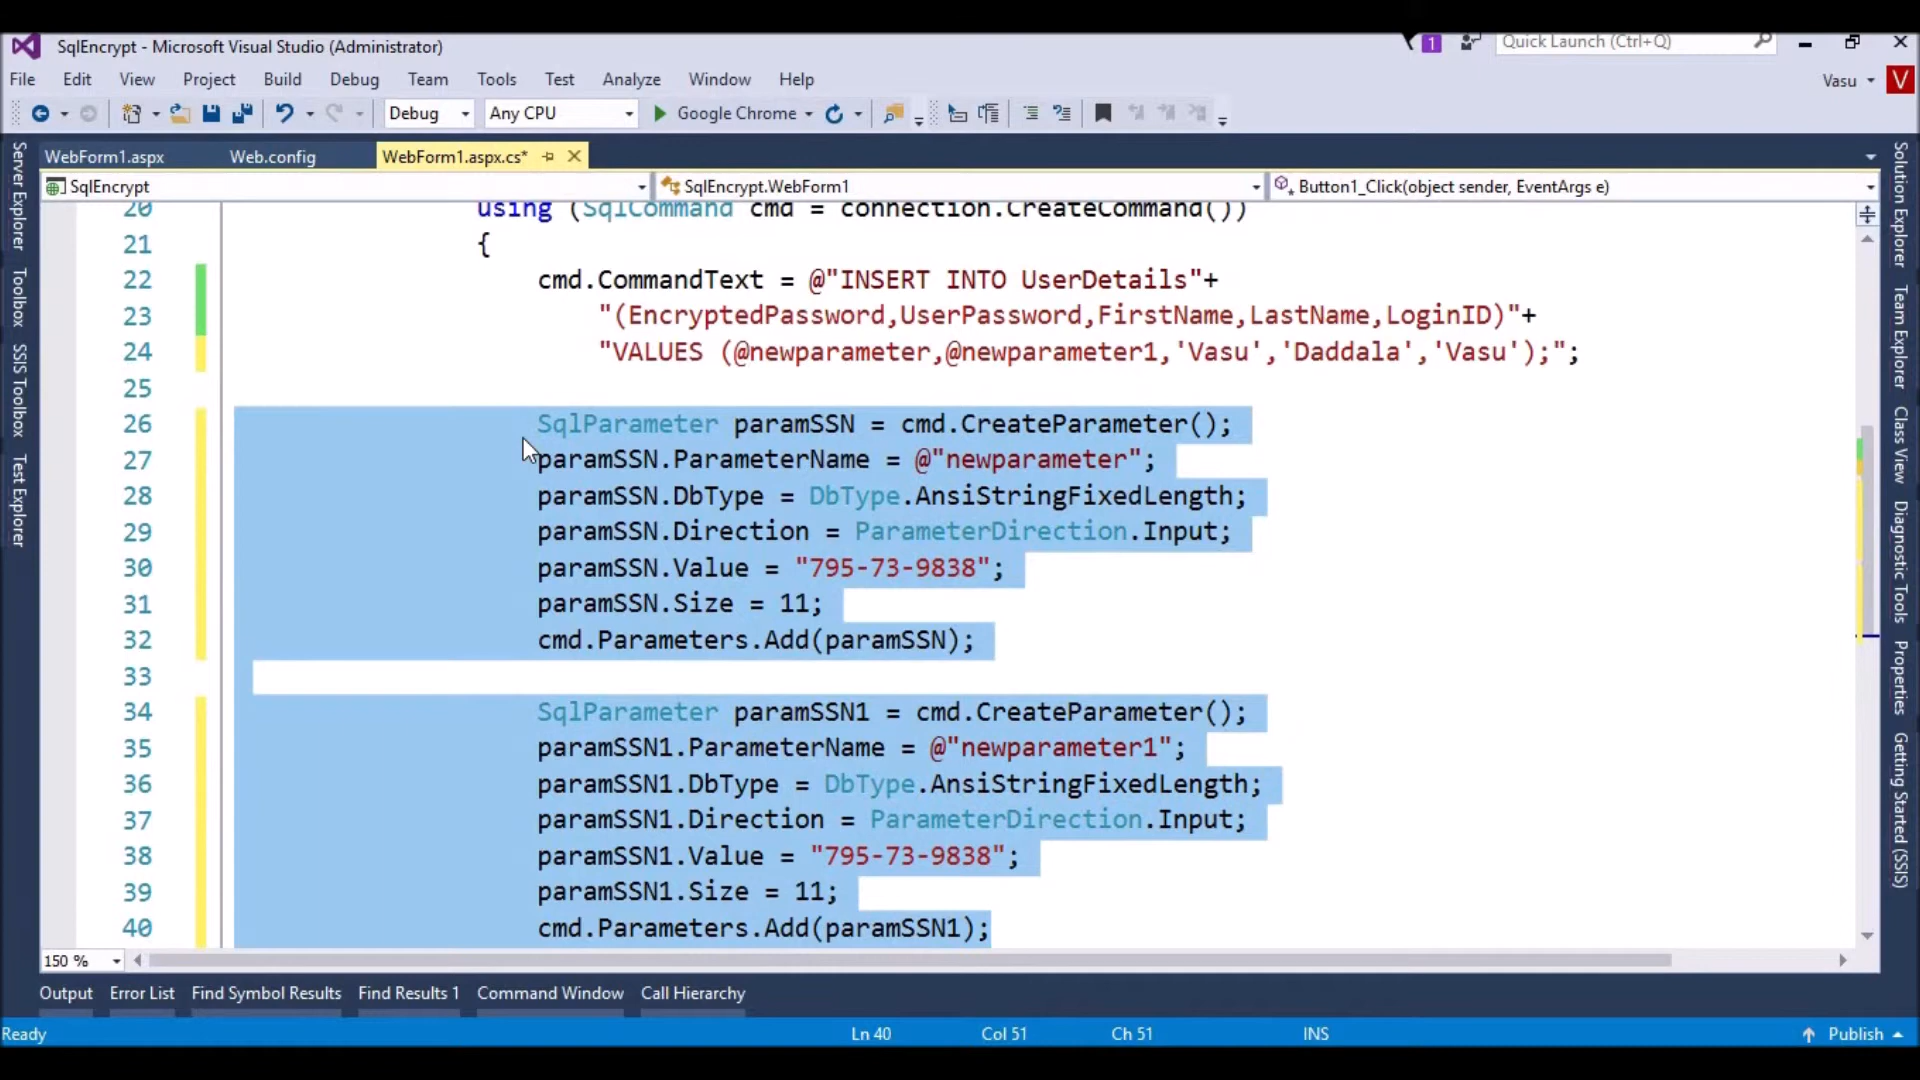 SqlEncrypt - Microsoft Visual Studio (Administrator)
1
Quick Launch (Ctrl+Q)
File Edit View Project Build Debug Team Tools Test Analyze Window Help
Vasu V
Debug Any CPU Google Chrome
WebForm1.aspx Web.config WebForm1.aspx.cs*
SqlEncrypt SqlEncrypt.WebForm1 Button1_Click(object sender, EventArgs e)
Server Explorer
Toolbox
SSIS Toolbox
Test Explorer
20 using (SqlCommand cmd = connection.CreateCommand())
21 {
22 cmd.CommandText = @"INSERT INTO UserDetails"+
23 "(EncryptedPassword,UserPassword,FirstName,LastName,LoginID)"+
24 "VALUES (@newparameter,@newparameter1,'Vasu','Daddala','Vasu');";
25
26 SqlParameter paramSSN = cmd.CreateParameter();
27 paramSSN.ParameterName = @"newparameter";
28 paramSSN.DbType = DbType.AnsiStringFixedLength;
29 paramSSN.Direction = ParameterDirection.Input;
30 paramSSN.Value = "795-73-9838";
31 paramSSN.Size = 11;
32 cmd.Parameters.Add(paramSSN);
33
34 SqlParameter paramSSN1 = cmd.CreateParameter();
35 paramSSN1.ParameterName = @"newparameter1";
36 paramSSN1.DbType = DbType.AnsiStringFixedLength;
37 paramSSN1.Direction = ParameterDirection.Input;
38 paramSSN1.Value = "795-73-9838";
39 paramSSN1.Size = 11;
40 cmd.Parameters.Add(paramSSN1);
Solution Explorer
Team Explorer
Class View
Diagnostic Tools
Properties
Getting Started (SSIS)
150 %
Output Error List Find Symbol Results Find Results 1 Command Window Call Hierarchy
Ready Ln 40 Col 51 Ch 51 INS Publish